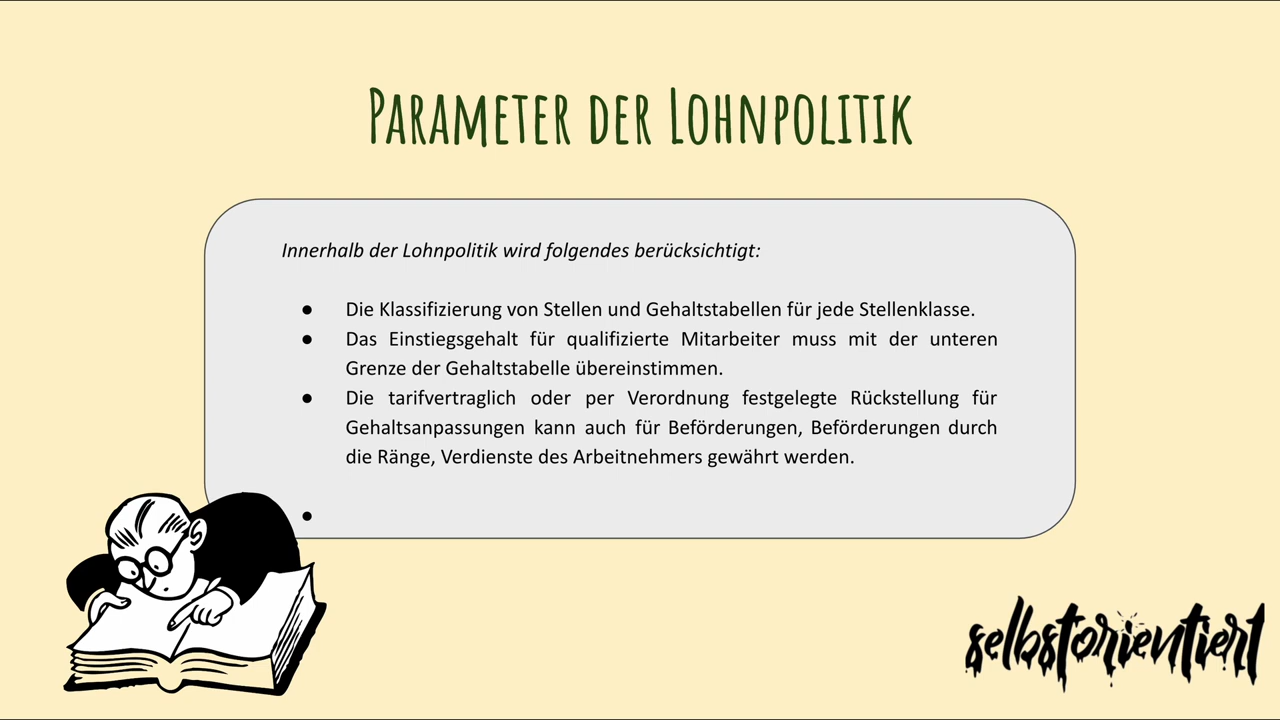 Parameter der Lohnpolitik
Innerhalb der Lohnpolitik wird folgendes berücksichtigt:
● Die Klassifizierung von Stellen und Gehaltstabellen für jede Stellenklasse.
● Das Einstiegsgehalt für qualifizierte Mitarbeiter muss mit der unteren
Grenze der Gehaltstabelle übereinstimmen.
● Die tarifvertraglich oder per Verordnung festgelegte Rückstellung für
Gehaltsanpassungen kann auch für Beförderungen, Beförderungen durch
die Ränge, Verdienste des Arbeitnehmers gewährt werden.
●
selbstorientiert